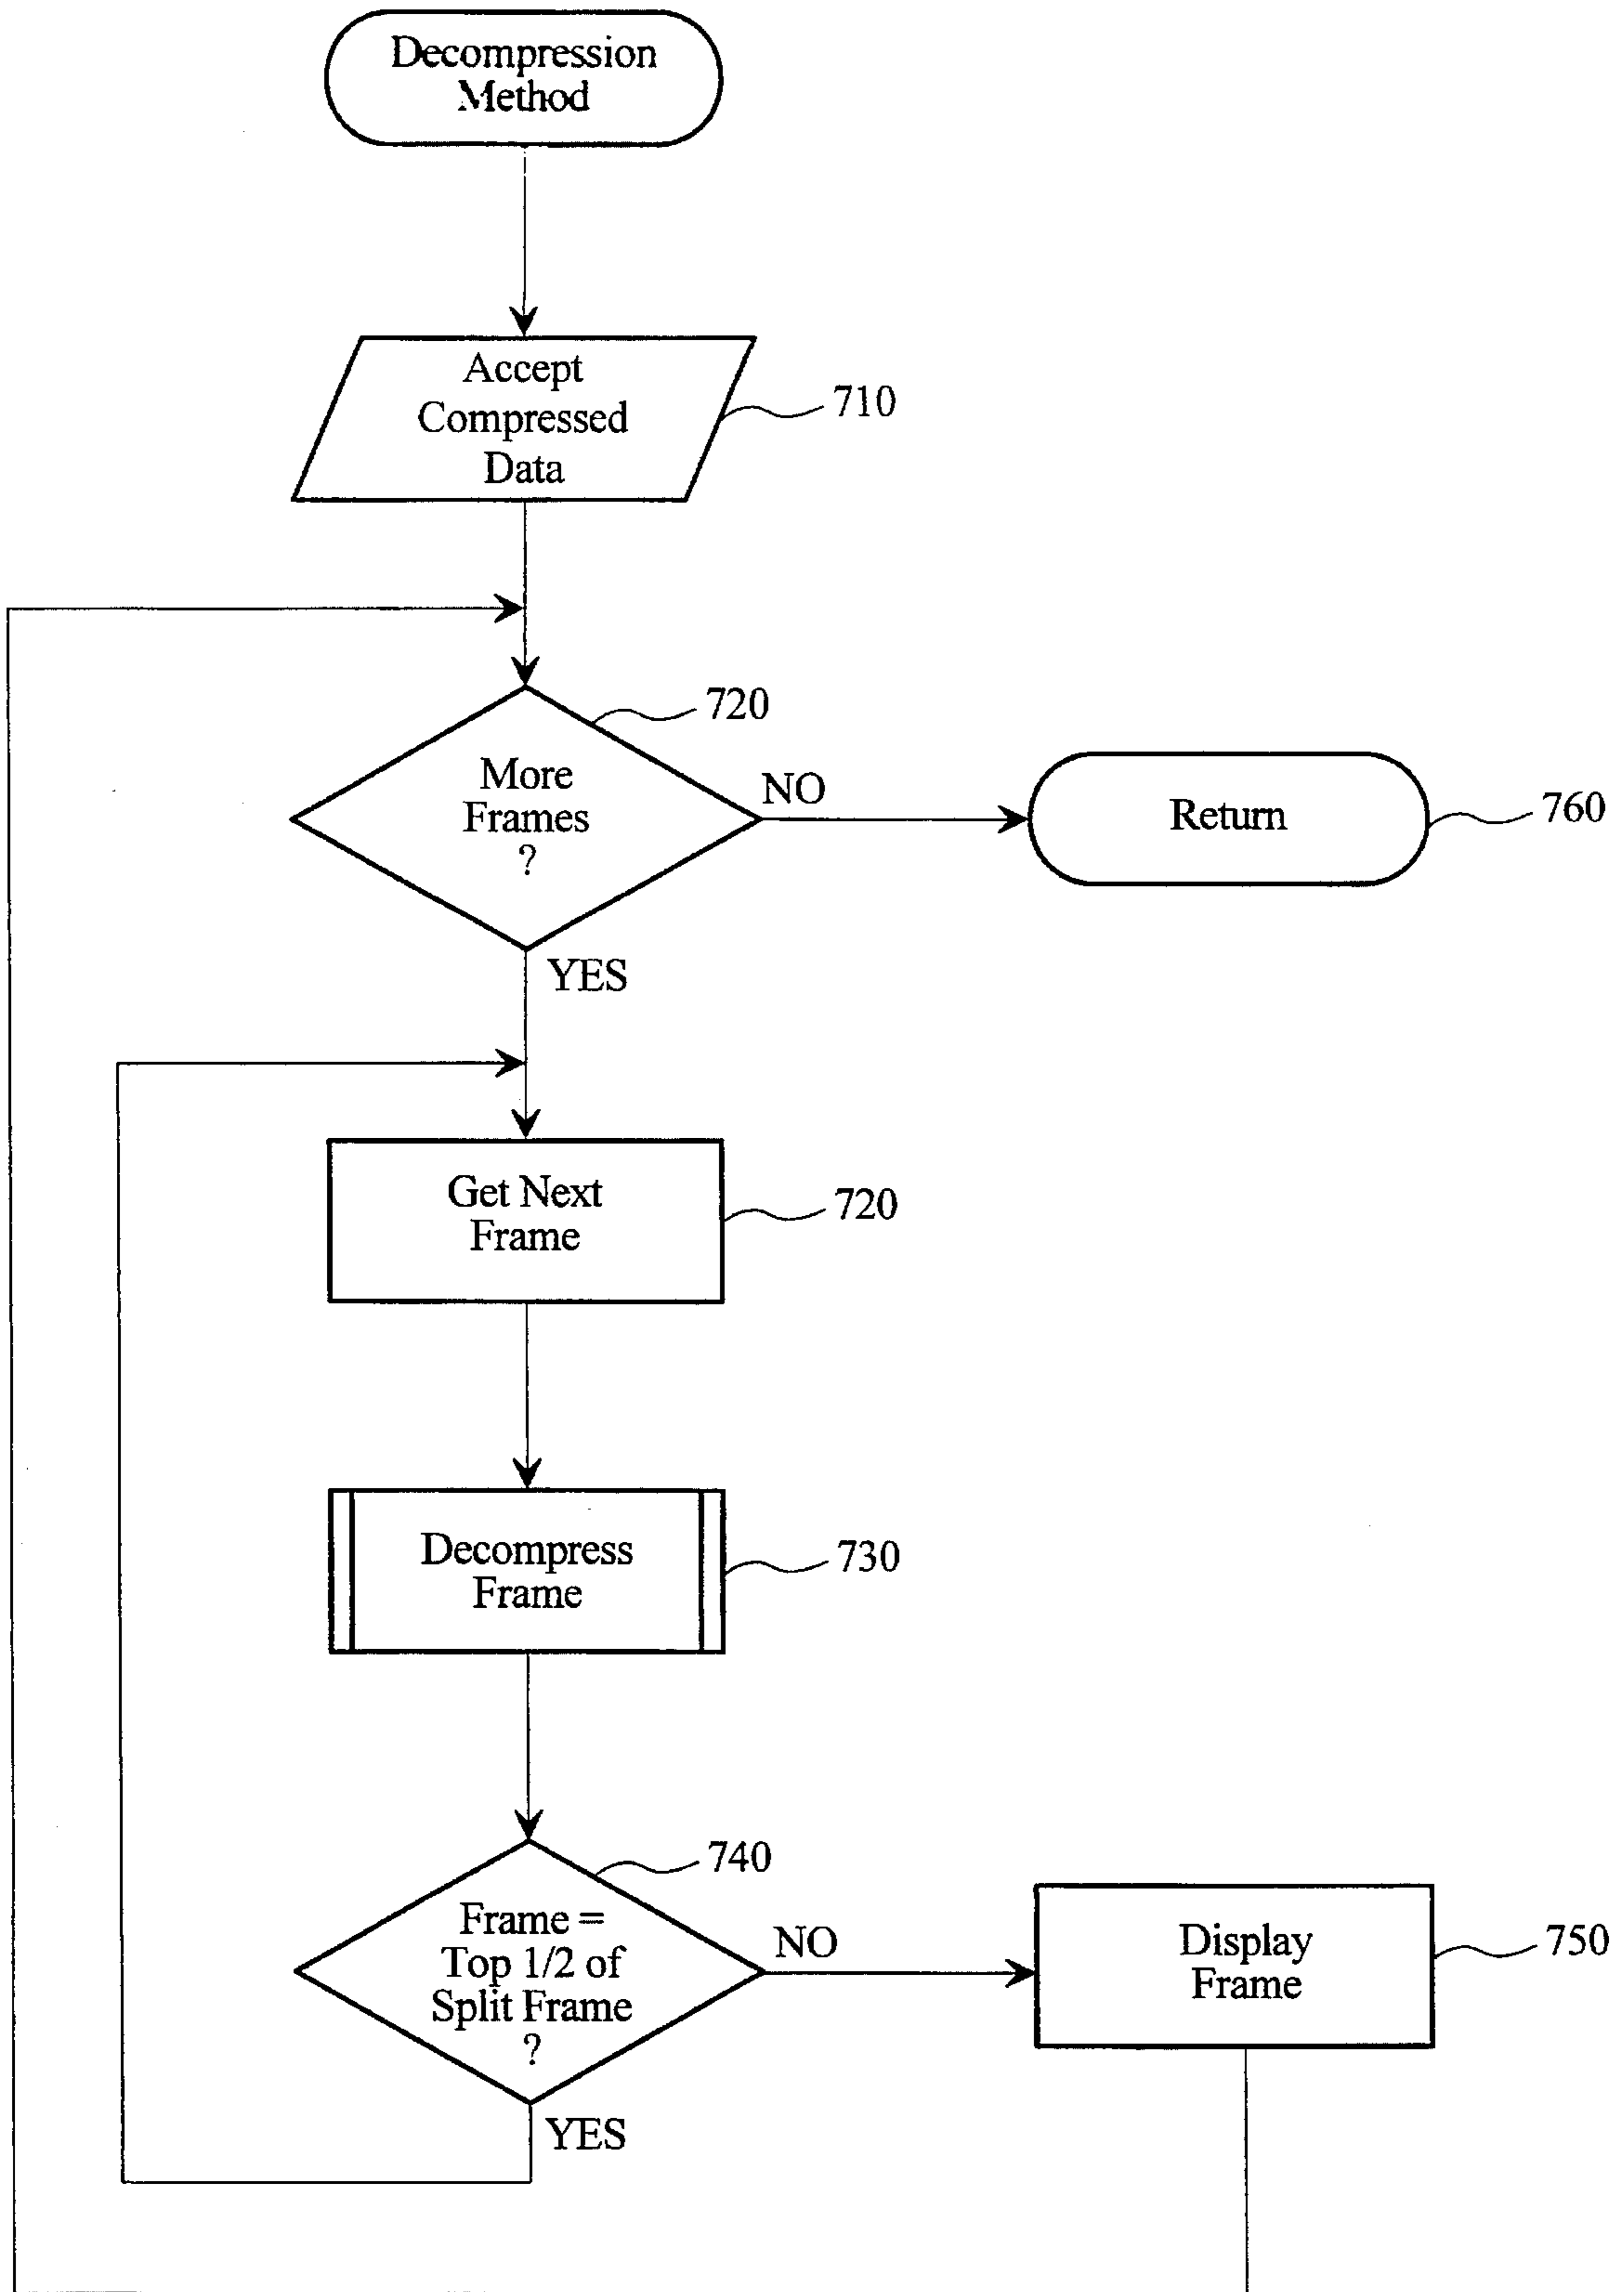 Decompression
Method
Accept
Compressed
Data
710
720
More
Frames
?
NO
Return
760
YES
Get Next
Frame
720
Decompress
Frame
730
740
Frame =
Top 1/2 of
Split Frame
?
NO
Display
Frame
750
YES